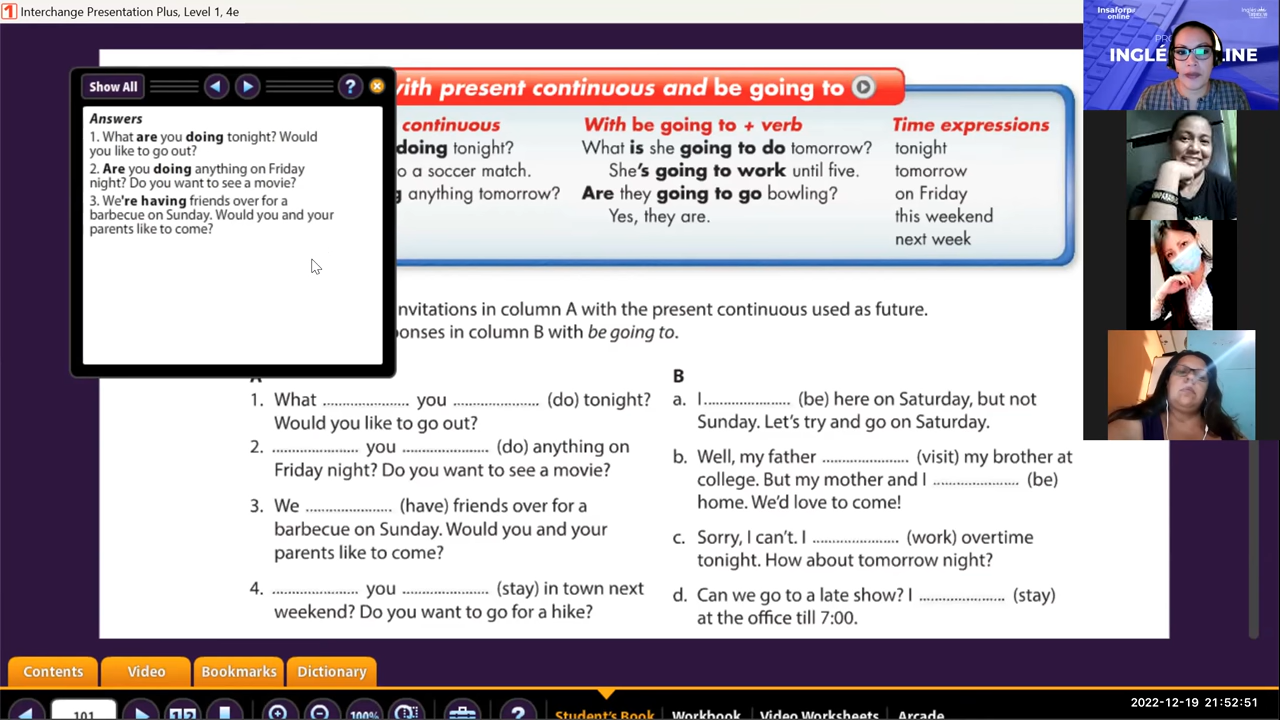 Interchange Presentation Plus, Level 1, 4e
Insaforp
online
INGLÉ LINE
Show All
?
Answers
1. What are you doing tonight? Would
you like to go out?
2. Are you doing anything on Friday
night? Do you want to see a movie?
3. We're having friends over for a
barbecue on Sunday. Would you and your
parents like to come?
with present continuous and be going to
continuous
doing tonight?
o a soccer match.
g anything tomorrow?
With be going to + verb
What is she going to do tomorrow?
She's going to work until five.
Are they going to go bowling?
Yes, they are.
Time expressions
tonight
tomorrow
on Friday
this weekend
next week
nvitations in column A with the present continuous used as future.
ponses in column B with be going to.
A
1. What ...................... you ...................... (do) tonight?
Would you like to go out?
2. ...................... you ...................... (do) anything on
Friday night? Do you want to see a movie?
3. We ...................... (have) friends over for a
barbecue on Sunday. Would you and your
parents like to come?
4. ...................... you ...................... (stay) in town next
weekend? Do you want to go for a hike?
B
a. I ...................... (be) here on Saturday, but not
Sunday. Let's try and go on Saturday.
b. Well, my father ...................... (visit) my brother at
college. But my mother and I ...................... (be)
home. We'd love to come!
c. Sorry, I can't. I ...................... (work) overtime
tonight. How about tomorrow night?
d. Can we go to a late show? I ...................... (stay)
at the office till 7:00.
Contents
Video
Bookmarks
Dictionary
101
100%
?
Student's Book
Workbook
Video Worksheets
Arcade
2022-12-19 21:52:51